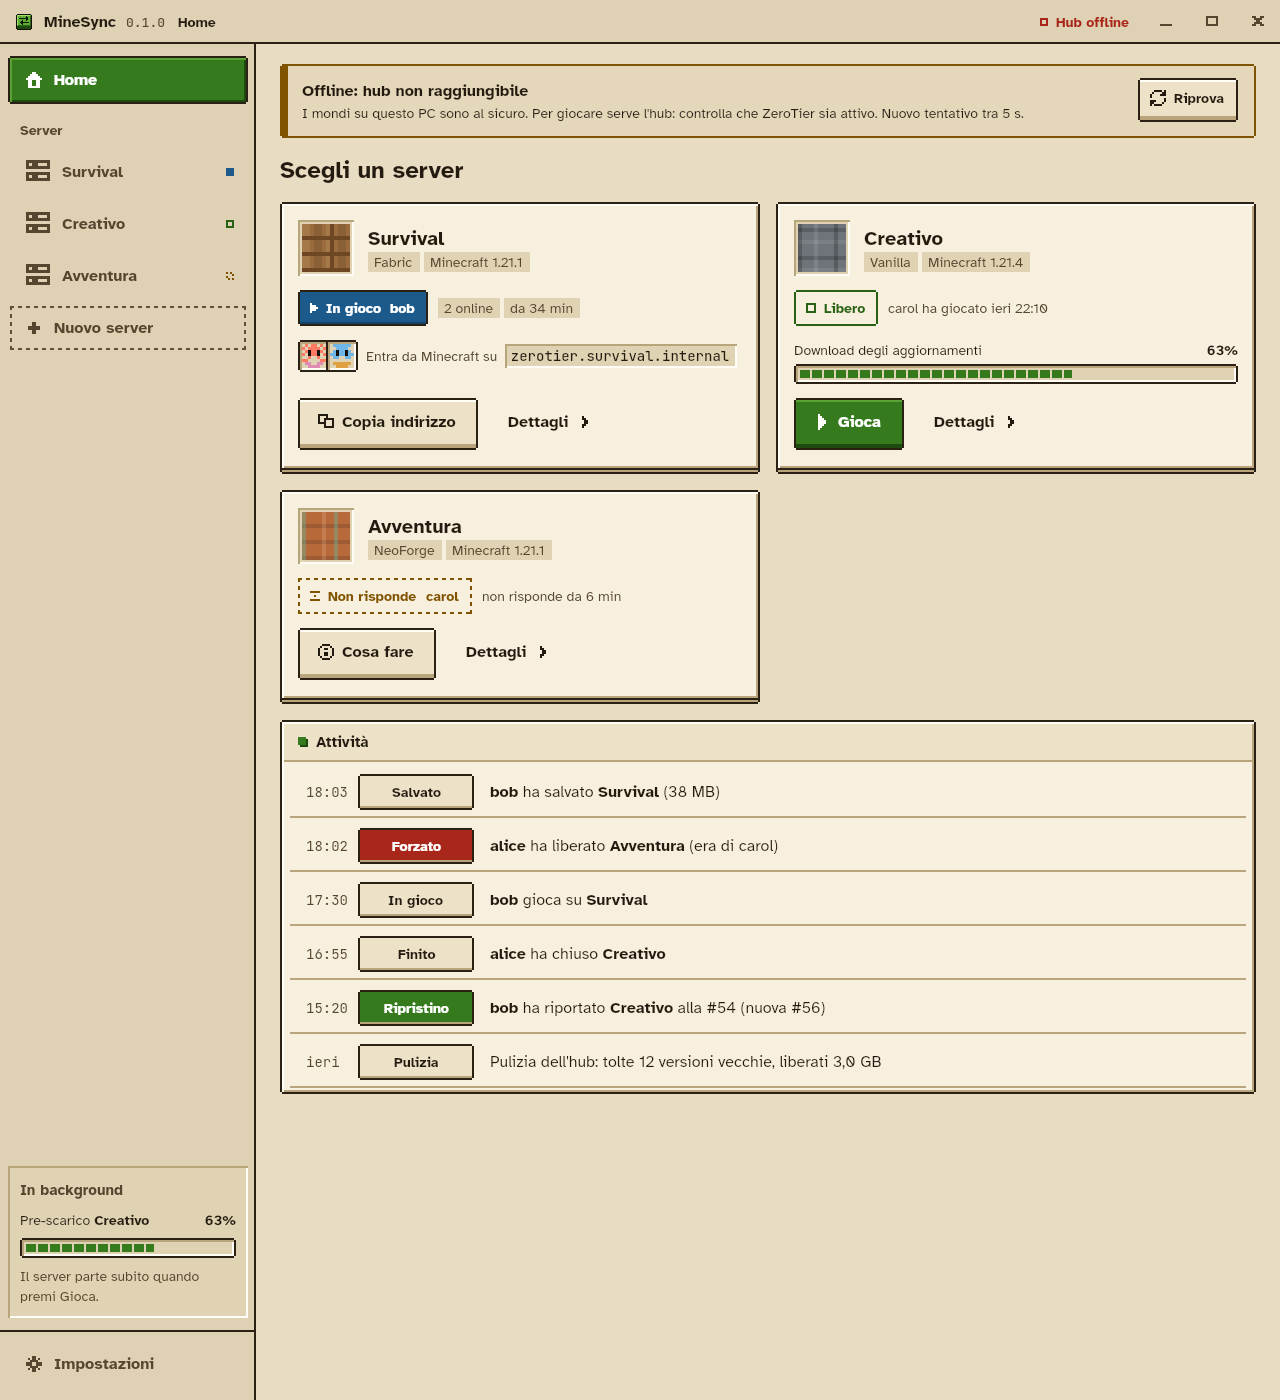 MineSync 0.1.0 Home
Hub offline
Home
Server
Survival
Creativo
Avventura
Nuovo server
In background
Pre-scarico Creativo 63%
Il server parte subito quando
premi Gioca.
Impostazioni
Offline: hub non raggiungibile
I mondi su questo PC sono al sicuro. Per giocare serve l'hub: controlla che ZeroTier sia attivo. Nuovo tentativo tra 5 s.
Riprova
Scegli un server
Survival
Fabric Minecraft 1.21.1
In gioco bob 2 online da 34 min
Entra da Minecraft su zerotier.survival.internal
Copia indirizzo Dettagli
Creativo
Vanilla Minecraft 1.21.4
Libero carol ha giocato ieri 22:10
Download degli aggiornamenti 63%
Gioca Dettagli
Avventura
NeoForge Minecraft 1.21.1
Non risponde carol non risponde da 6 min
Cosa fare Dettagli
Attività
18:03 Salvato bob ha salvato Survival (38 MB)
18:02 Forzato alice ha liberato Avventura (era di carol)
17:30 In gioco bob gioca su Survival
16:55 Finito alice ha chiuso Creativo
15:20 Ripristino bob ha riportato Creativo alla #54 (nuova #56)
ieri Pulizia Pulizia dell'hub: tolte 12 versioni vecchie, liberati 3,0 GB